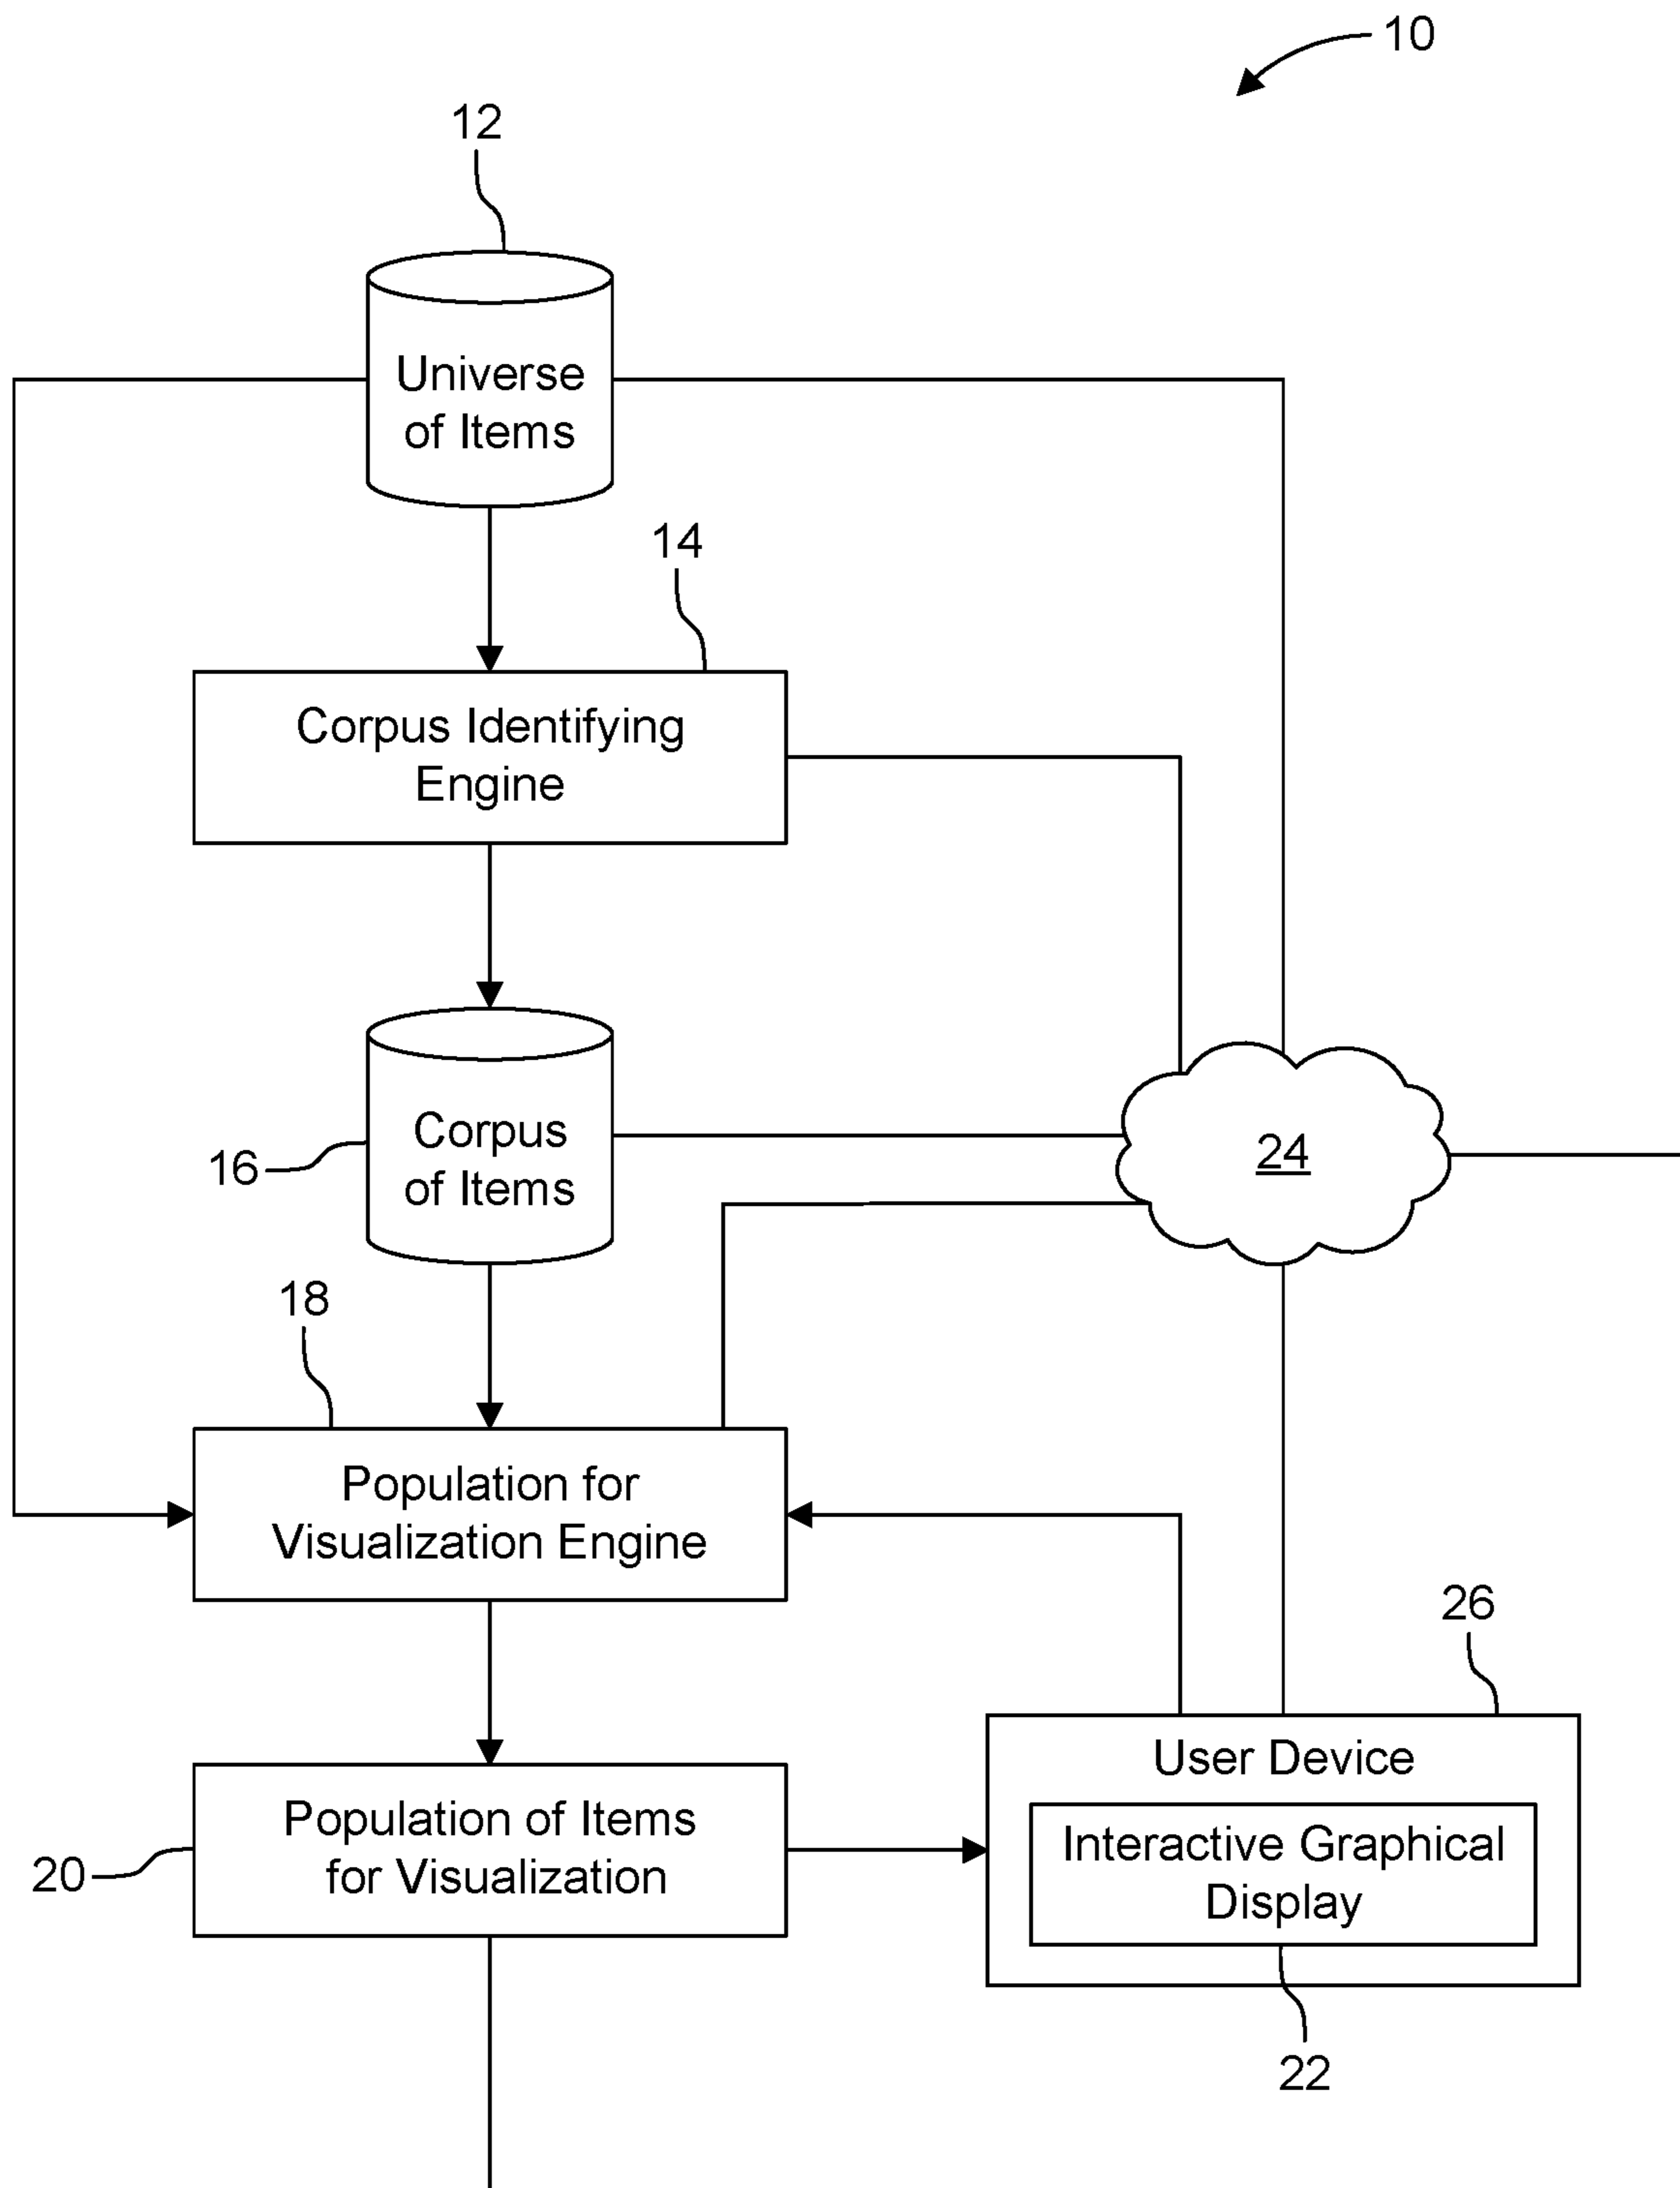 10
12
Universe
of Items
14
Corpus Identifying
Engine
16
Corpus
of Items
24
18
Population for
Visualization Engine
26
User Device
20
Population of Items
for Visualization
Interactive Graphical
Display
22